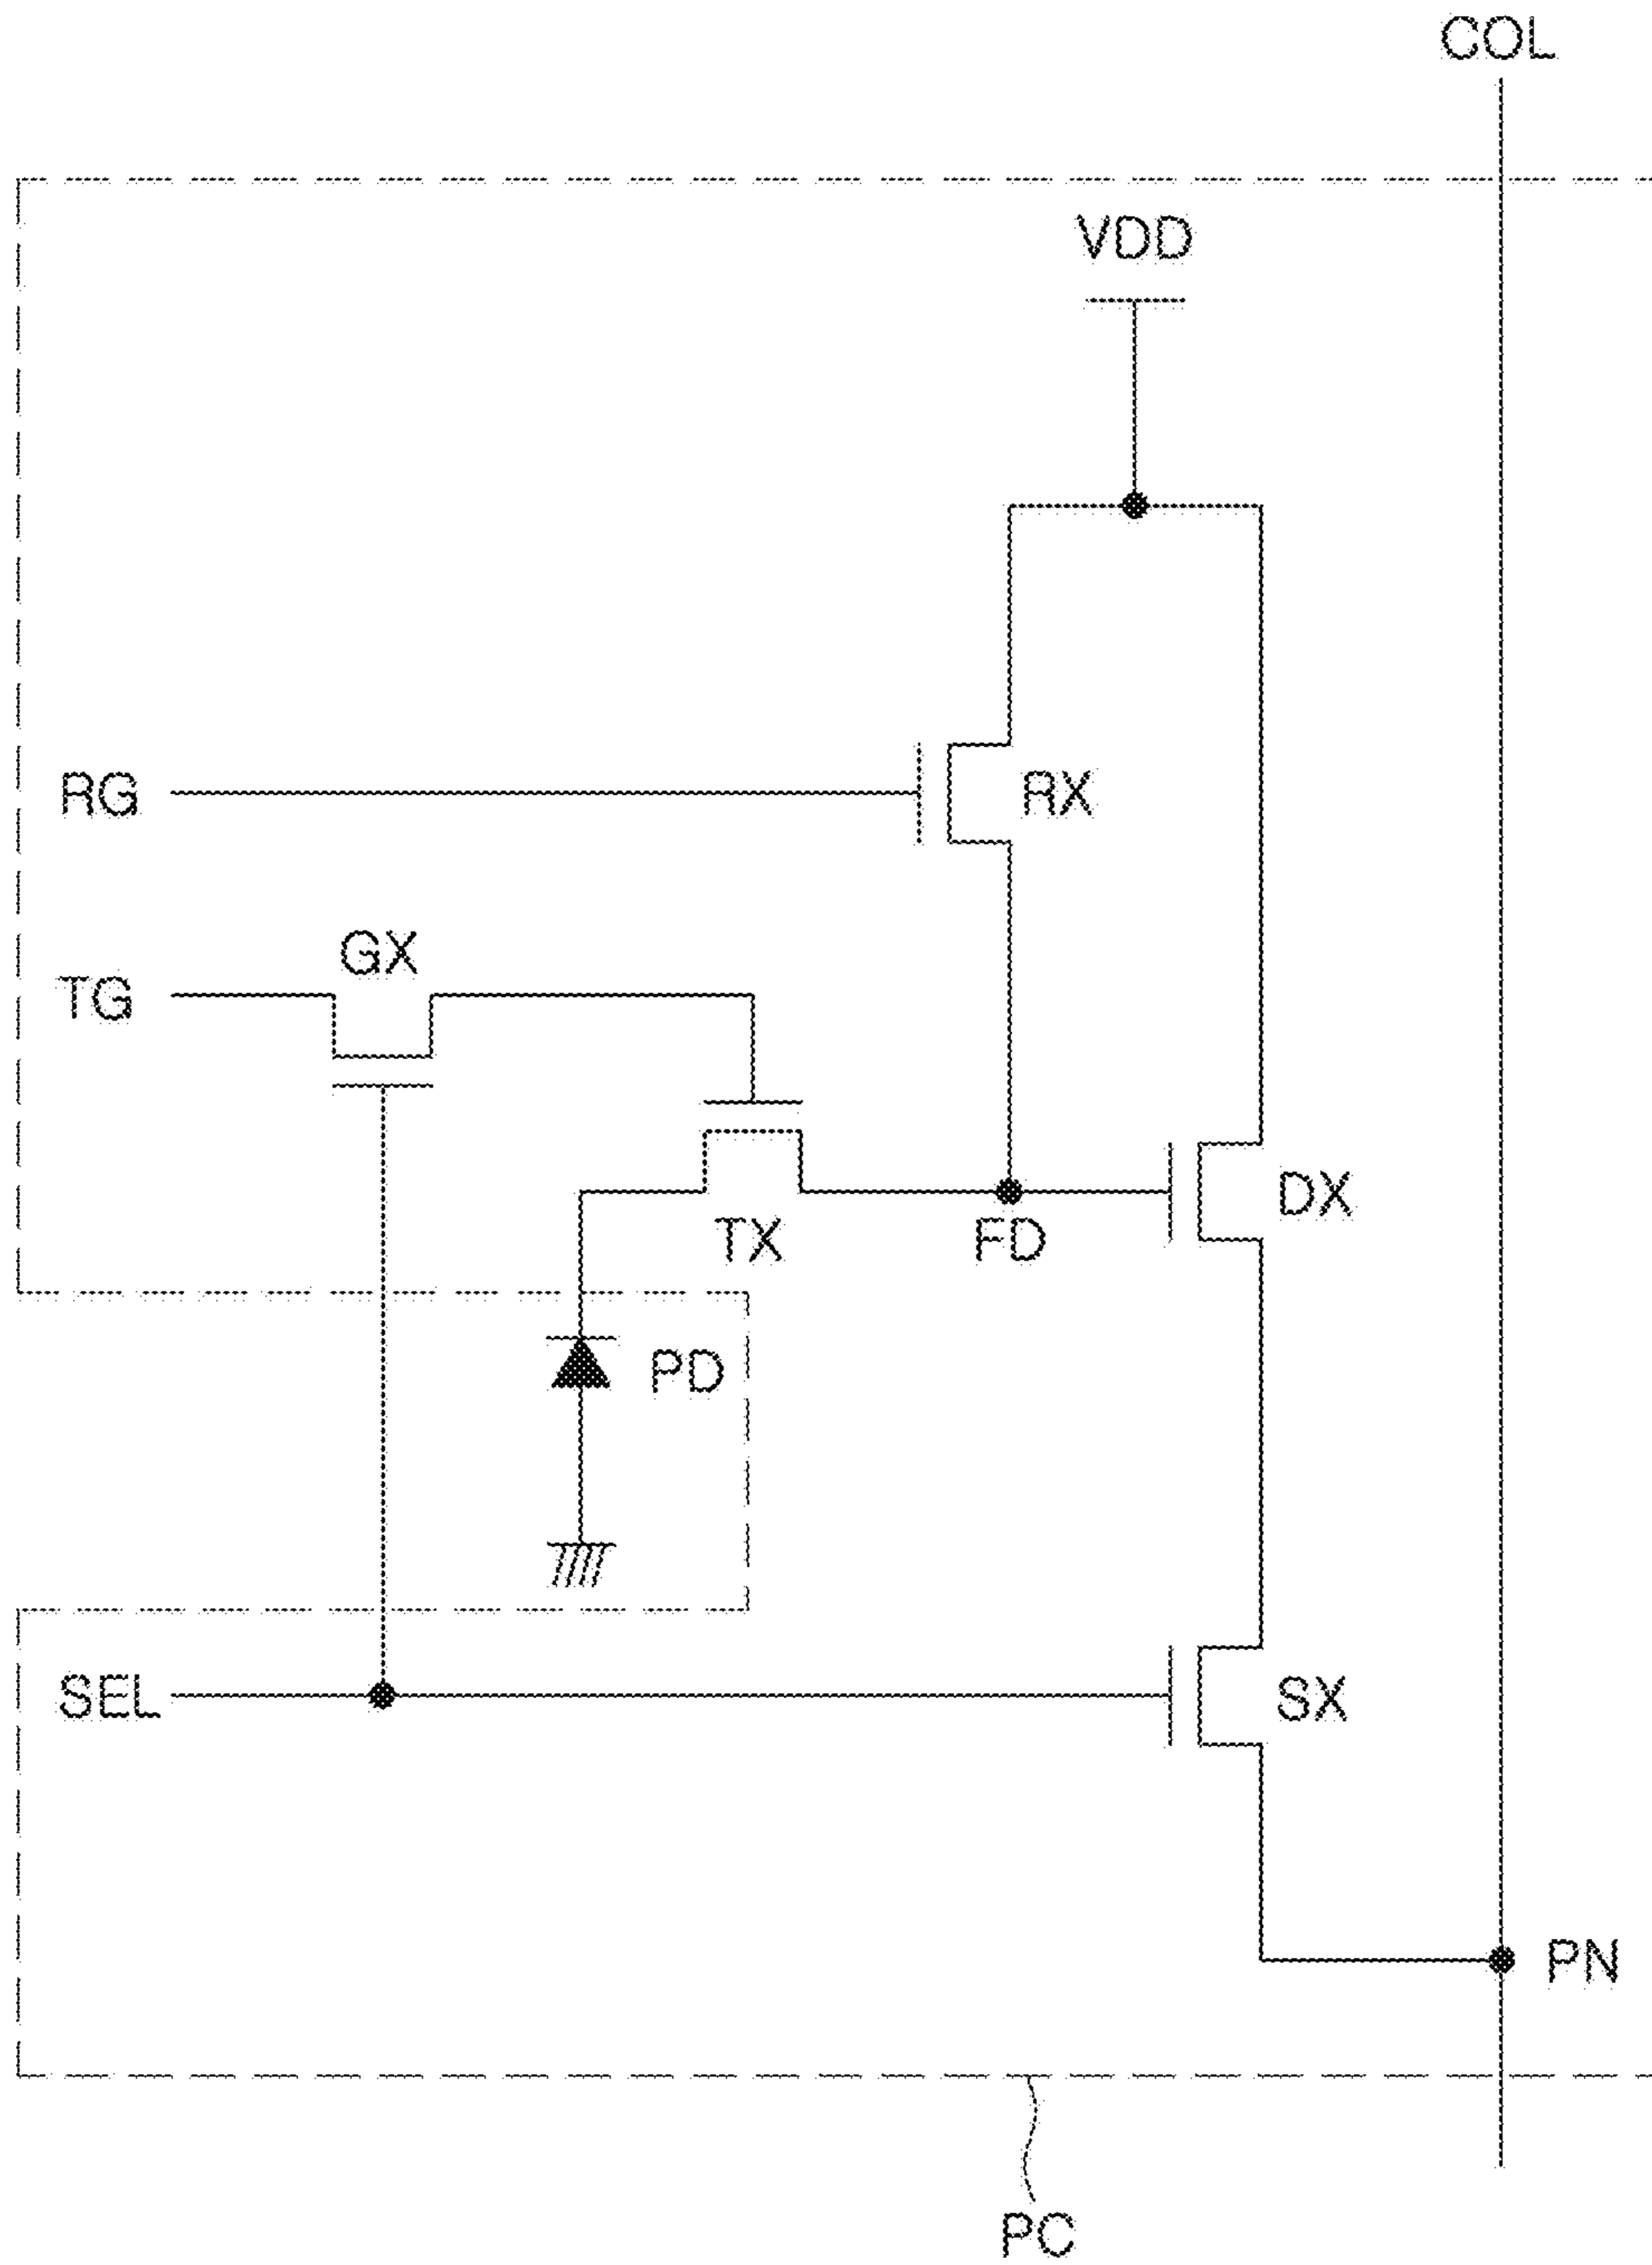 COL
VDD
RG
RX
GX
TG
DX
TX
FD
PD
SEL
SX
PN
PC